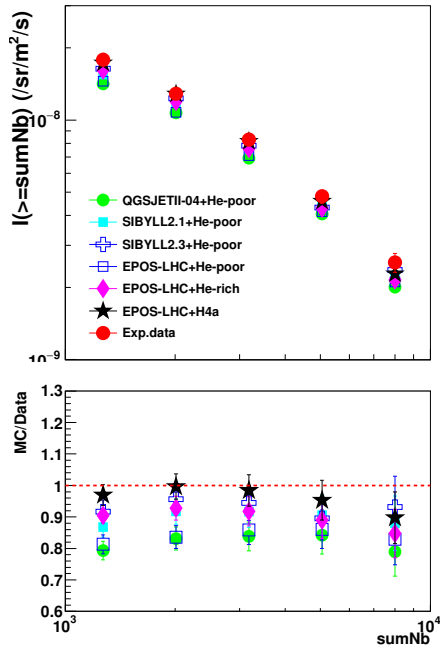 I(>=sumNb) (/sr/m²/s)
10⁻⁸
QGSJETII-04+He-poor
SIBYLL2.1+He-poor
SIBYLL2.3+He-poor
EPOS-LHC+He-poor
EPOS-LHC+He-rich
EPOS-LHC+H4a
Exp.data
10⁻⁹
MC/Data
1.3
1.2
1.1
1
0.9
0.8
0.7
0.6
10³
10⁴
sumNb